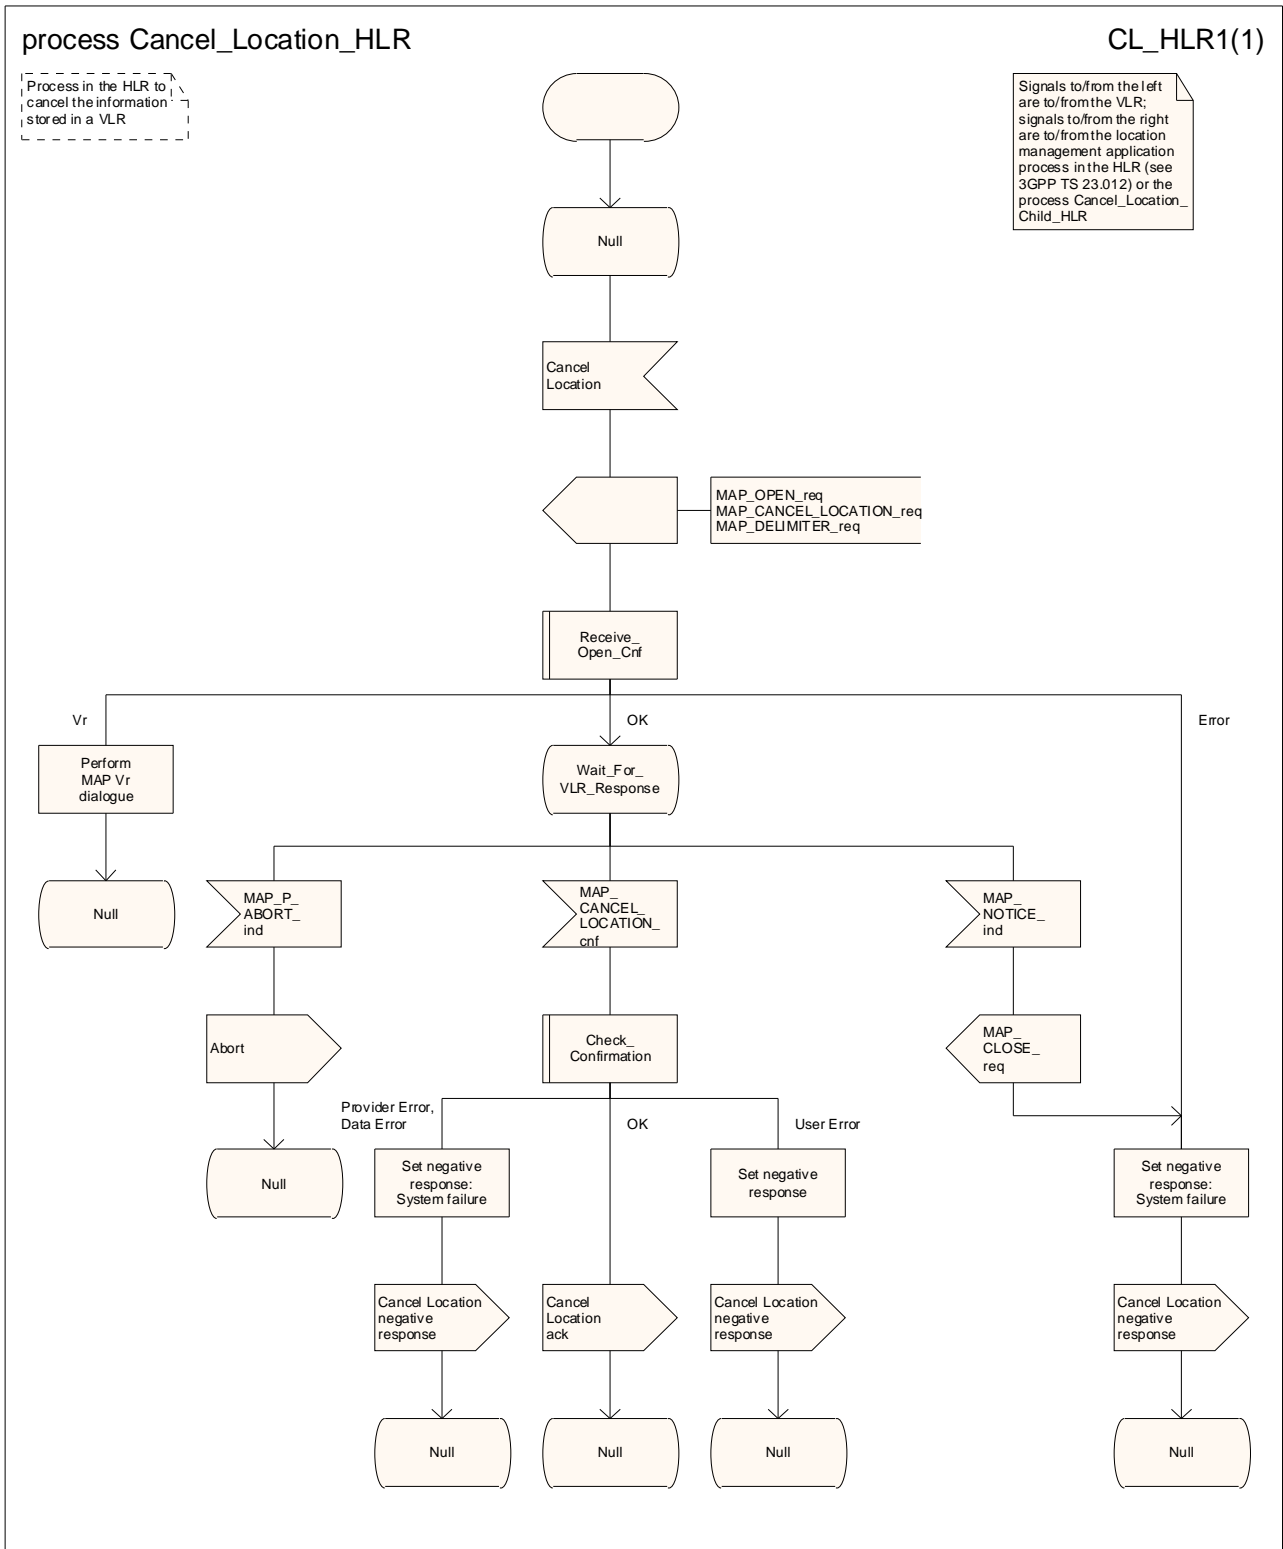 process Cancel_Location_HLR
CL_HLR1(1)
Process in the HLR to
cancel the information
stored in a VLR
Signals to/from the left
are to/from the VLR;
signals to/from the right
are to/from the location
management application
process in the HLR (see
3GPP TS 23.012) or the
process Cancel_Location_
Child_HLR
Null
Cancel
Location
MAP_OPEN_req
MAP_CANCEL_LOCATION_req
MAP_DELIMITER_req
Receive_
Open_Cnf
Vr
OK
Error
Perform
MAP Vr
dialogue
Wait_For_
VLR_Response
Null
MAP_P_
ABORT_
ind
MAP_
CANCEL_
LOCATION_
cnf
MAP_
NOTICE_
ind
Abort
Check_
Confirmation
MAP_
CLOSE_
req
Provider Error,
Data Error
OK
User Error
Null
Set negative
response:
System failure
Set negative
response
Set negative
response:
System failure
Cancel Location
negative
response
Cancel
Location
ack
Cancel Location
negative
response
Cancel Location
negative
response
Null
Null
Null
Null